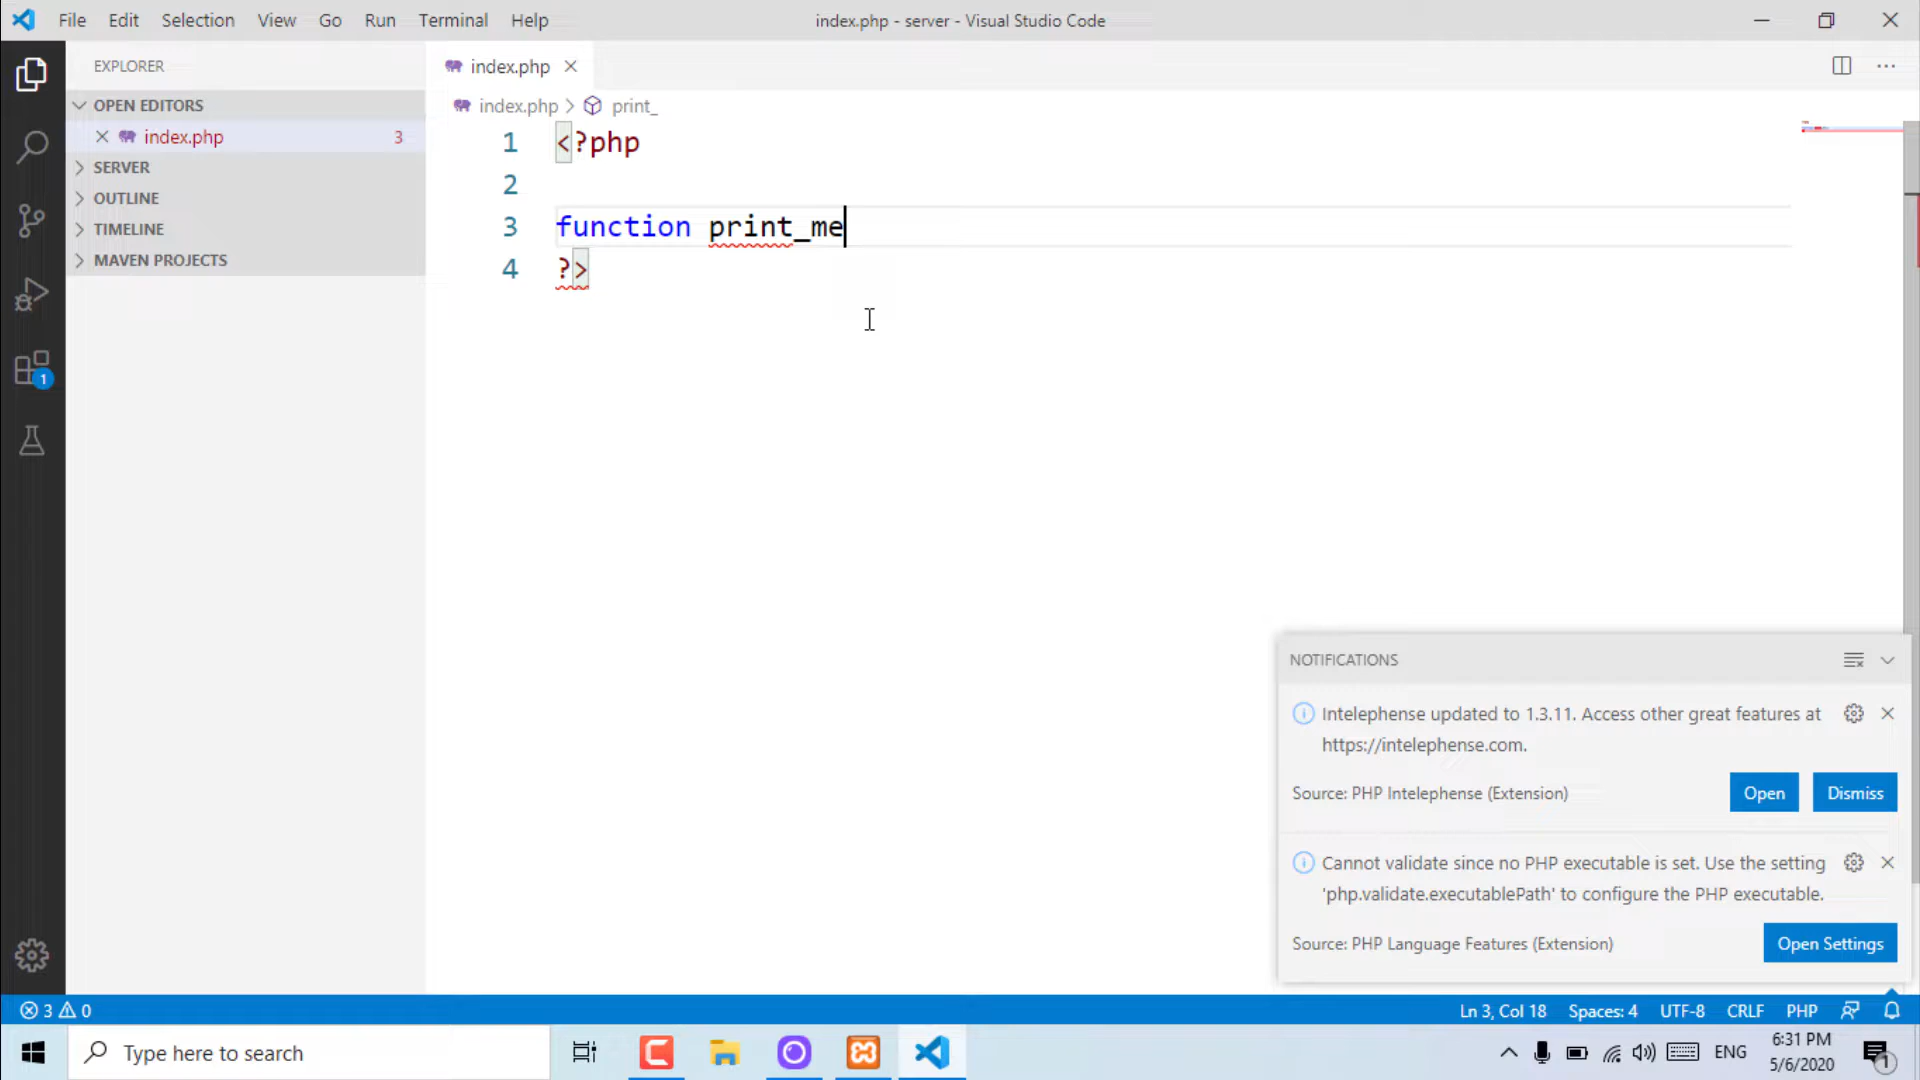 File Edit Selection View Go Run Terminal Help
index.php - server - Visual Studio Code
EXPLORER
OPEN EDITORS
index.php 3
SERVER
OUTLINE
TIMELINE
MAVEN PROJECTS
index.php
index.php > print_
1 <?php
2
3 function print_me
4 ?>
1
NOTIFICATIONS
Intelephense updated to 1.3.11. Access other great features at
https://intelephense.com.
Source: PHP Intelephense (Extension)
Open
Dismiss
Cannot validate since no PHP executable is set. Use the setting
'php.validate.executablePath' to configure the PHP executable.
Source: PHP Language Features (Extension)
Open Settings
3 0
Ln 3, Col 18 Spaces: 4 UTF-8 CRLF PHP
Type here to search
ENG
6:31 PM
5/6/2020
1